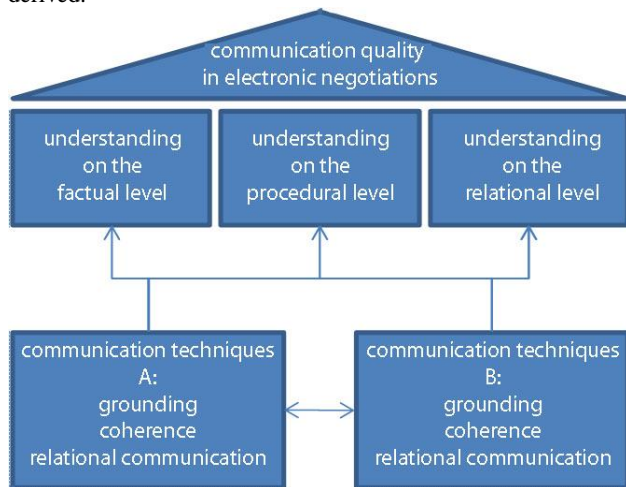 derived.
communication quality
in electronic negotiations
understanding
on the
factual level
understanding
on the
procedural level
understanding
on the
relational level
communication techniques
A:
grounding
coherence
relational communication
communication techniques
B:
grounding
coherence
relational communication